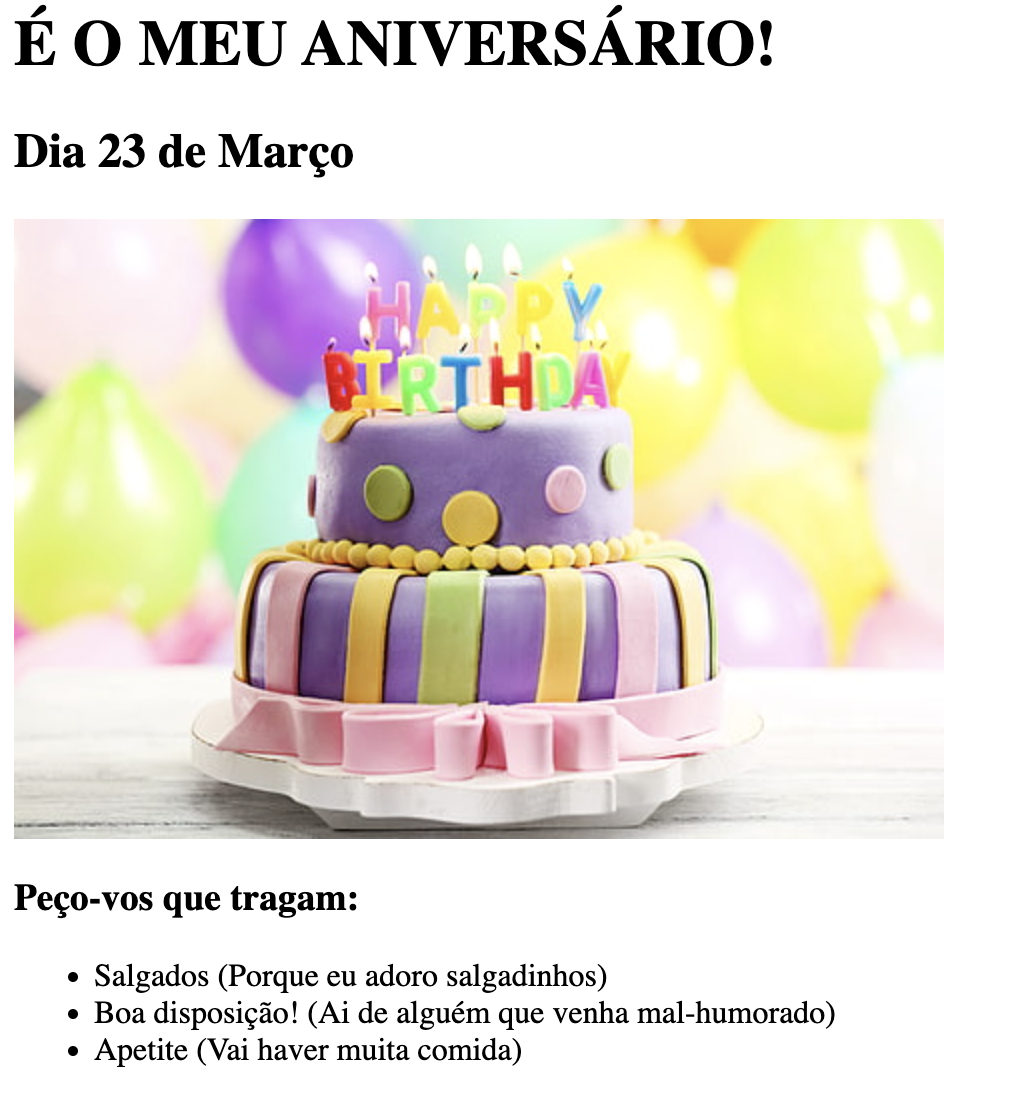 É O MEU ANIVERSÁRIO!
Dia 23 de Março
HAPPY
BIRTHDAY
Peço-vos que tragam:
• Salgados (Porque eu adoro salgadinhos)
• Boa disposição! (Ai de alguém que venha mal-humorado)
• Apetite (Vai haver muita comida)